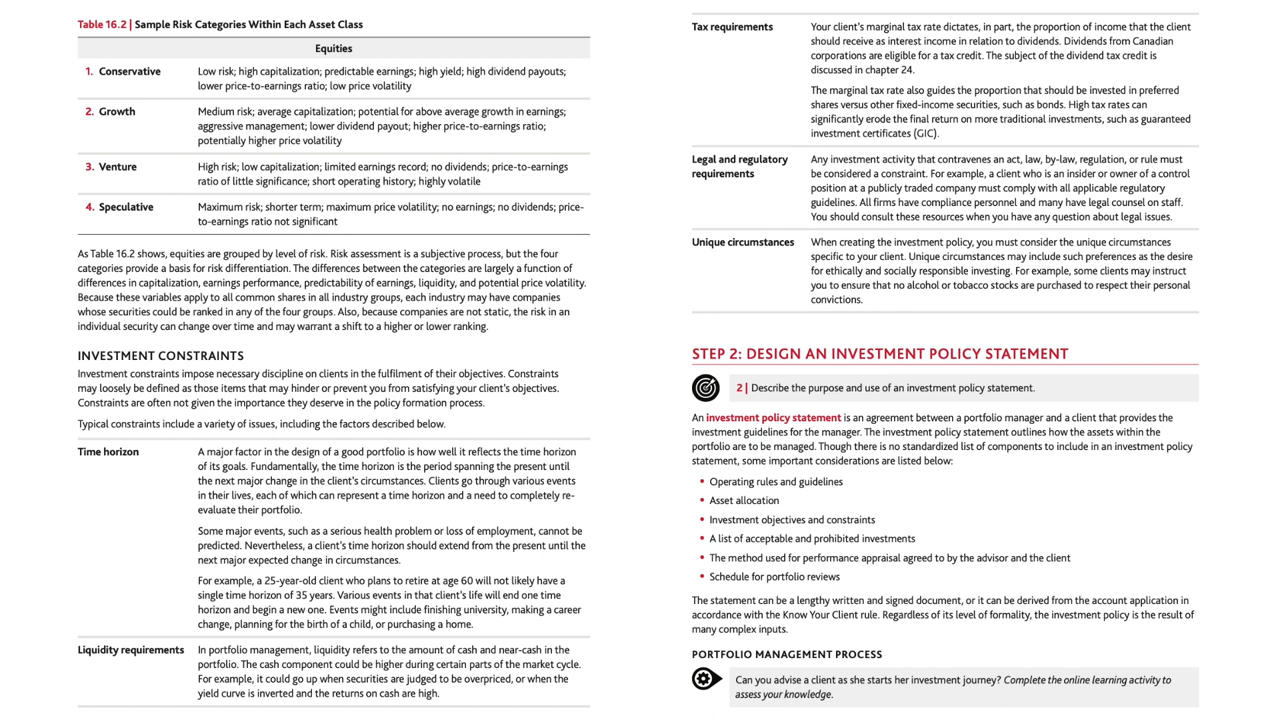 Table 16.2 | Sample Risk Categories Within Each Asset Class
Equities
1. Conservative
Low risk; high capitalization; predictable earnings; high yield; high dividend payouts;
lower price-to-earnings ratio; low price volatility
2. Growth
Medium risk; average capitalization; potential for above average growth in earnings;
aggressive management; lower dividend payout; higher price-to-earnings ratio;
potentially higher price volatility
3. Venture
High risk; low capitalization; limited earnings record; no dividends; price-to-earnings
ratio of little significance; short operating history; highly volatile
4. Speculative
Maximum risk; shorter term; maximum price volatility; no earnings; no dividends; price-
to-earnings ratio not significant
As Table 16.2 shows, equities are grouped by level of risk. Risk assessment is a subjective process, but the four
categories provide a basis for risk differentiation. The differences between the categories are largely a function of
differences in capitalization, earnings performance, predictability of earnings, liquidity, and potential price volatility.
Because these variables apply to all common shares in all industry groups, each industry may have companies
whose securities could be ranked in any of the four groups. Also, because companies are not static, the risk in an
individual security can change over time and may warrant a shift to a higher or lower ranking.
INVESTMENT CONSTRAINTS
Investment constraints impose necessary discipline on clients in the fulfilment of their objectives. Constraints
may loosely be defined as those items that may hinder or prevent you from satisfying your client's objectives.
Constraints are often not given the importance they deserve in the policy formation process.
Typical constraints include a variety of issues, including the factors described below.
Time horizon
A major factor in the design of a good portfolio is how well it reflects the time horizon
of its goals. Fundamentally, the time horizon is the period spanning the present until
the next major change in the client's circumstances. Clients go through various events
in their lives, each of which can represent a time horizon and a need to completely re-
evaluate their portfolio.
Some major events, such as a serious health problem or loss of employment, cannot be
predicted. Nevertheless, a client's time horizon should extend from the present until the
next major expected change in circumstances.
For example, a 25-year-old client who plans to retire at age 60 will not likely have a
single time horizon of 35 years. Various events in that client's life will end one time
horizon and begin a new one. Events might include finishing university, making a career
change, planning for the birth of a child, or purchasing a home.
Liquidity requirements
In portfolio management, liquidity refers to the amount of cash and near-cash in the
portfolio. The cash component could be higher during certain parts of the market cycle.
For example, it could go up when securities are judged to be overpriced, or when the
yield curve is inverted and the returns on cash are high.
Tax requirements
Your client's marginal tax rate dictates, in part, the proportion of income that the client
should receive as interest income in relation to dividends. Dividends from Canadian
corporations are eligible for a tax credit. The subject of the dividend tax credit is
discussed in chapter 24.
The marginal tax rate also guides the proportion that should be invested in preferred
shares versus other fixed-income securities, such as bonds. High tax rates can
significantly erode the final return on more traditional investments, such as guaranteed
investment certificates (GIC).
Legal and regulatory
requirements
Any investment activity that contravenes an act, law, by-law, regulation, or rule must
be considered a constraint. For example, a client who is an insider or owner of a control
position at a publicly traded company must comply with all applicable regulatory
guidelines. All firms have compliance personnel and many have legal counsel on staff.
You should consult these resources when you have any question about legal issues.
Unique circumstances
When creating the investment policy, you must consider the unique circumstances
specific to your client. Unique circumstances may include such preferences as the desire
for ethically and socially responsible investing. For example, some clients may instruct
you to ensure that no alcohol or tobacco stocks are purchased to respect their personal
convictions.
STEP 2: DESIGN AN INVESTMENT POLICY STATEMENT
2 | Describe the purpose and use of an investment policy statement.
An investment policy statement is an agreement between a portfolio manager and a client that provides the
investment guidelines for the manager. The investment policy statement outlines how the assets within the
portfolio are to be managed. Though there is no standardized list of components to include in an investment policy
statement, some important considerations are listed below:
• Operating rules and guidelines
• Asset allocation
• Investment objectives and constraints
• A list of acceptable and prohibited investments
• The method used for performance appraisal agreed to by the advisor and the client
• Schedule for portfolio reviews
The statement can be a lengthy written and signed document, or it can be derived from the account application in
accordance with the Know Your Client rule. Regardless of its level of formality, the investment policy is the result of
many complex inputs.
PORTFOLIO MANAGEMENT PROCESS
Can you advise a client as she starts her investment journey? Complete the online learning activity to
assess your knowledge.